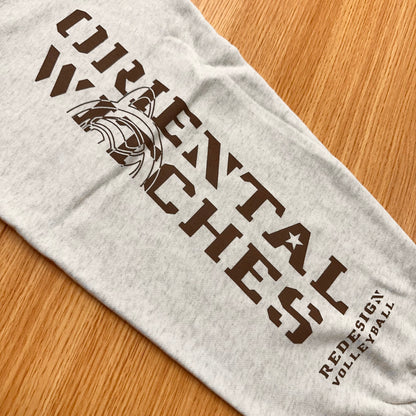 ORIENTAL
WITCHES
REDESIGN
VOLLEYBALL